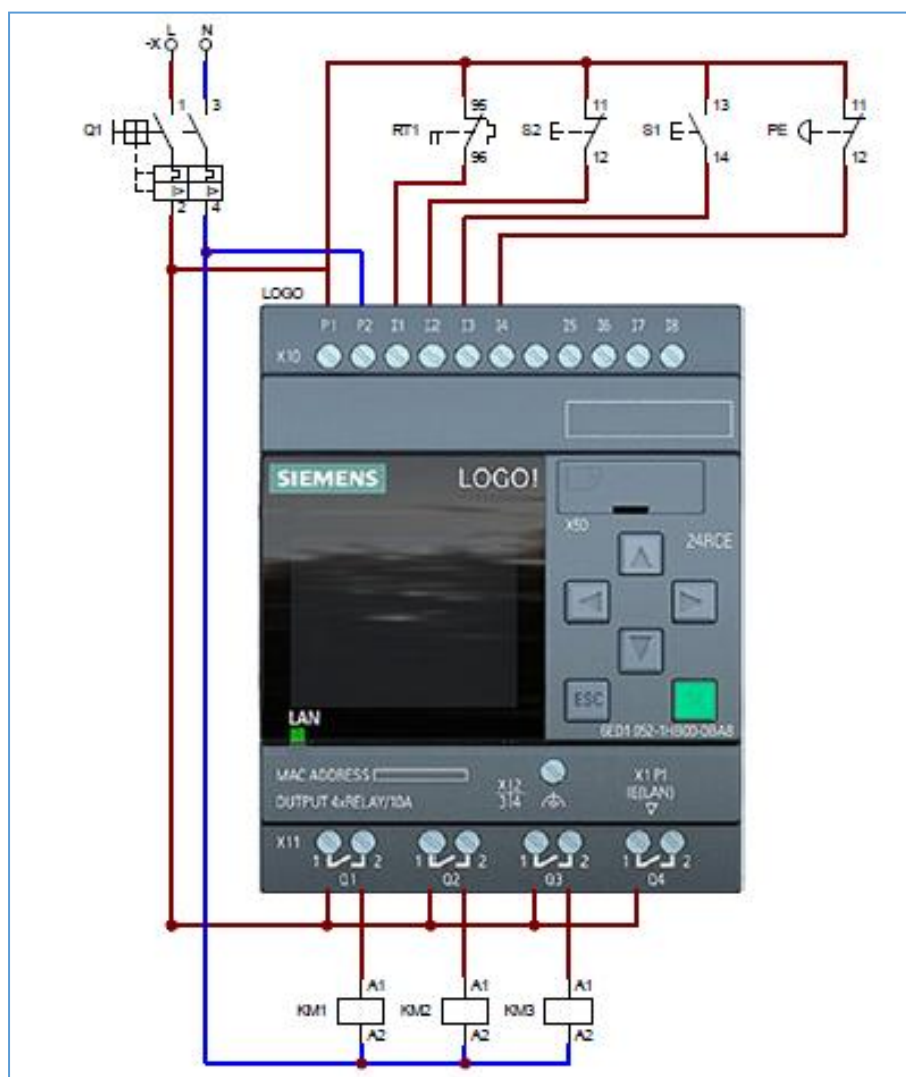 -X L N
1 3
Q1
2 4
95 11 13 11
RT1 S2 S1 PE
96 12 14 12
LOGO
P1 P2 I1 I2 I3 I4 I5 I6 I7 I8
X10
SIEMENS LOGO!
X50
24RCE
ESC
LAN
6ED1 052-1HB00-0BA8
MAC ADDRESS X12 X1 P1
OUTPUT 4xRELAY/10A 314 IE(LAN)
X11 1 2 1 2 1 2 1 2
Q1 Q2 Q3 Q4
A1 A1 A1
KM1 KM2 KM3
A2 A2 A2